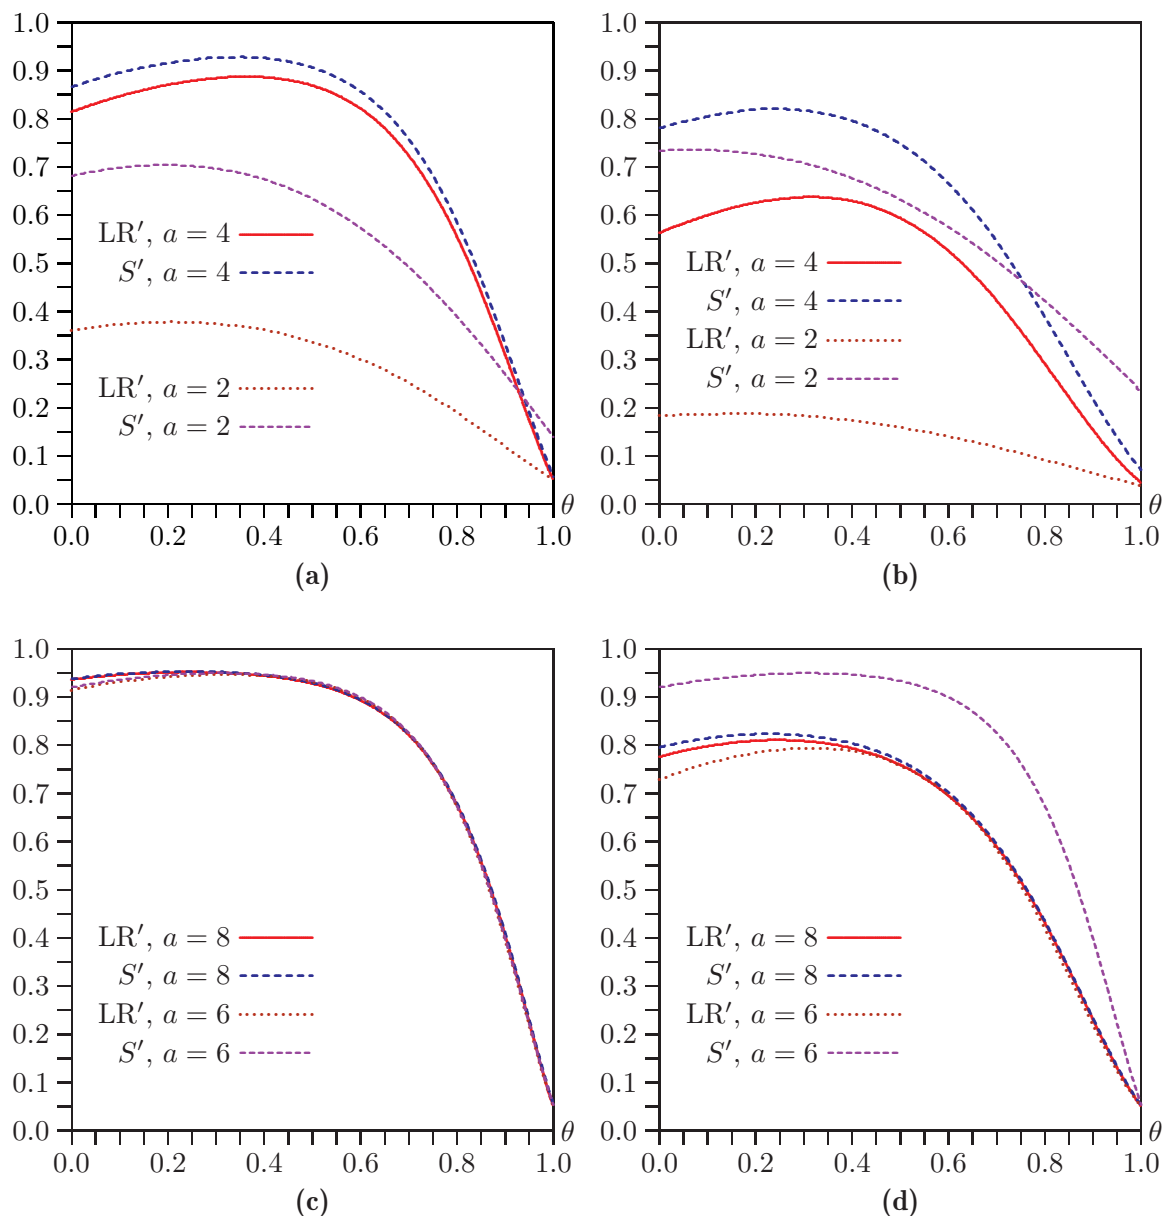 1.0
0.9
0.8
0.7
0.6
0.5
0.4
0.3
0.2
0.1
0.0
LR′, a = 4
S′, a = 4
LR′, a = 2
S′, a = 2
0.0 0.2 0.4 0.6 0.8 1.0
θ
(a)
1.0
0.9
0.8
0.7
0.6
0.5
0.4
0.3
0.2
0.1
0.0
LR′, a = 4
S′, a = 4
LR′, a = 2
S′, a = 2
0.0 0.2 0.4 0.6 0.8 1.0
θ
(b)
1.0
0.9
0.8
0.7
0.6
0.5
0.4
0.3
0.2
0.1
0.0
LR′, a = 8
S′, a = 8
LR′, a = 6
S′, a = 6
0.0 0.2 0.4 0.6 0.8 1.0
θ
(c)
1.0
0.9
0.8
0.7
0.6
0.5
0.4
0.3
0.2
0.1
0.0
LR′, a = 8
S′, a = 8
LR′, a = 6
S′, a = 6
0.0 0.2 0.4 0.6 0.8 1.0
θ
(d)